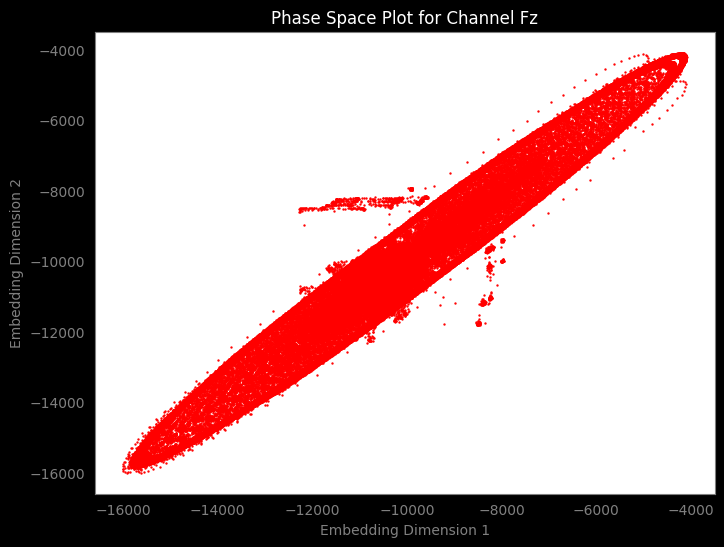 Phase Space Plot for Channel Fz
−4000
−6000
−8000
−10000
−12000
−14000
−16000
Embedding Dimension 2
−16000 −14000 −12000 −10000 −8000 −6000 −4000
Embedding Dimension 1